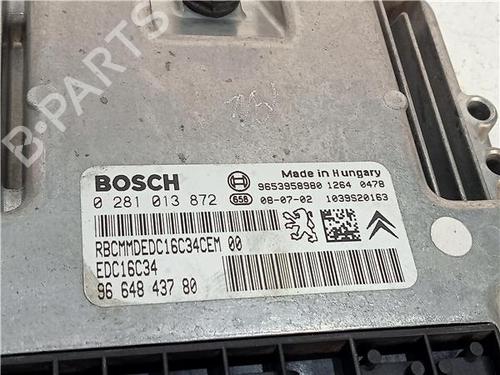 B-PARTS
BOSCH
0 281 013 872
658
Made in Hungary
9653958980 1264 0478
08-07-02 1039S20163
RBCMMDEDC16C34CEM 00
EDC16C34
96 648 437 80